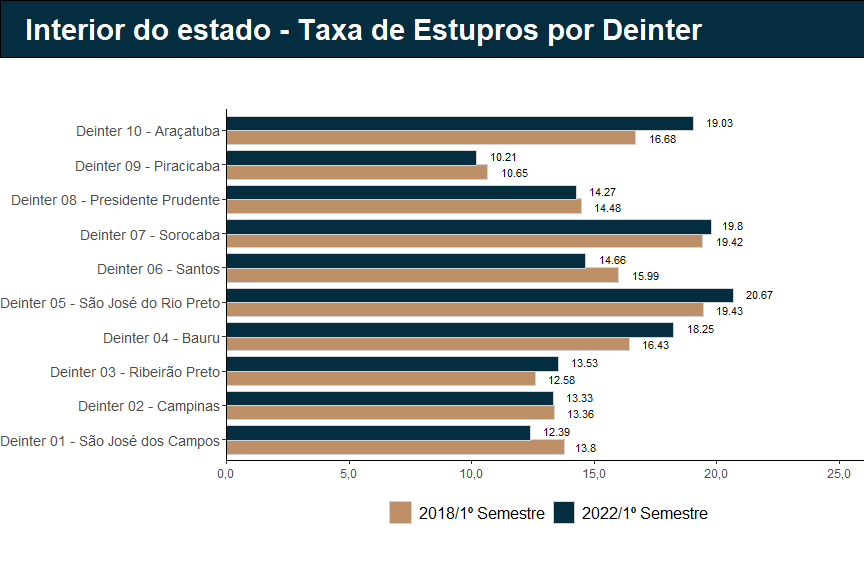 Interior do estado - Taxa de Estupros por Deinter
Deinter 10 - Araçatuba
19.03
16.68
Deinter 09 - Piracicaba
10.21
10.65
Deinter 08 - Presidente Prudente
14.27
14.48
Deinter 07 - Sorocaba
19.8
19.42
Deinter 06 - Santos
14.66
15.99
Deinter 05 - São José do Rio Preto
20.67
19.43
Deinter 04 - Bauru
18.25
16.43
Deinter 03 - Ribeirão Preto
13.53
12.58
Deinter 02 - Campinas
13.33
13.36
Deinter 01 - São José dos Campos
12.39
13.8
0,0 5,0 10,0 15,0 20,0 25,0
2018/1º Semestre 2022/1º Semestre